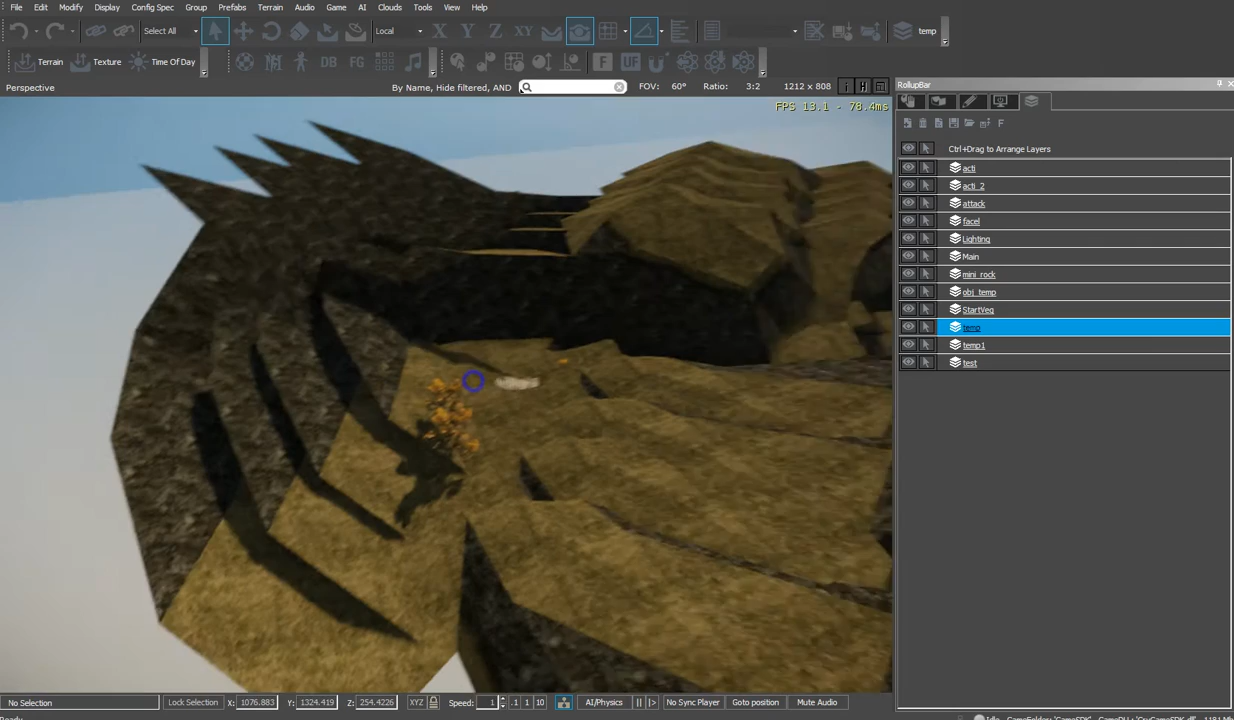 File Edit Modify Display Config Spec Group Prefabs Terrain Audio Game AI Clouds Tools View Help
Select All Local X Y Z XY temp
Terrain Texture Time Of Day DB FG F UF
Perspective By Name, Hide filtered, AND FOV: 60° Ratio: 3:2 1212 x 808 i H
RollupBar
FPS 13.1 - 78.4ms
F
Ctrl+Drag to Arrange Layers
acti
acti_2
attack
facel
Lighting
Main
mini_rock
obj_temp
StartVeg
temp
temp1
test
No Selection Lock Selection X: 1076.883 Y: 1324.419 Z: 254.4226 XYZ Speed: 1 .1 1 10 AI/Physics No Sync Player Goto position Mute Audio